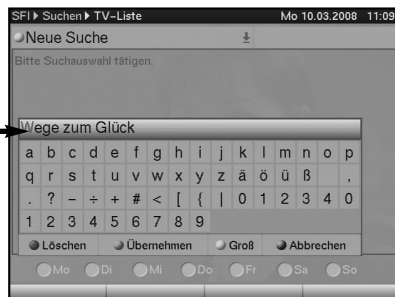 SFI ▸ Suchen ▸ TV-Liste Mo 10.03.2008 11:09
Neue Suche
Bitte Suchauswahl tätigen.
Wege zum Glück
a b c d e f g h i j k l m n o p
q r s t u v w x y z ä ö ü ß ,
. ? – ÷ + # < [ { | 0 1 2 3 4 0
1 2 3 4 5 6 7 8 9
Löschen Übernehmen Groß Abbrechen
Mo Di Mi Do Fr Sa So